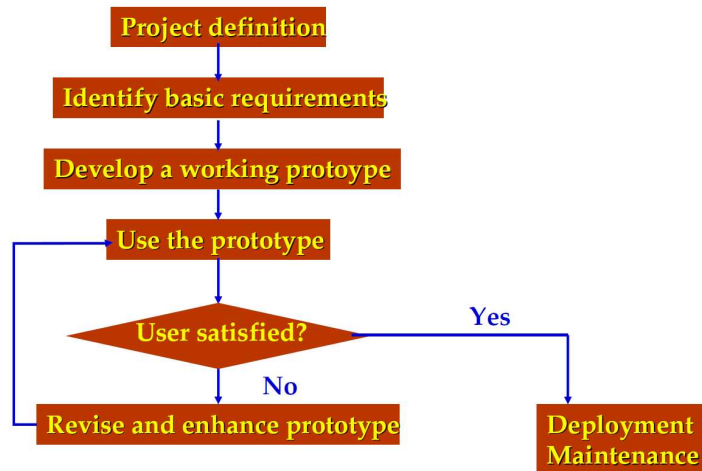 Project definition
Identify basic requirements
Develop a working protoype
Use the prototype
User satisfied?
Yes
No
Revise and enhance prototype
Deployment
Maintenance